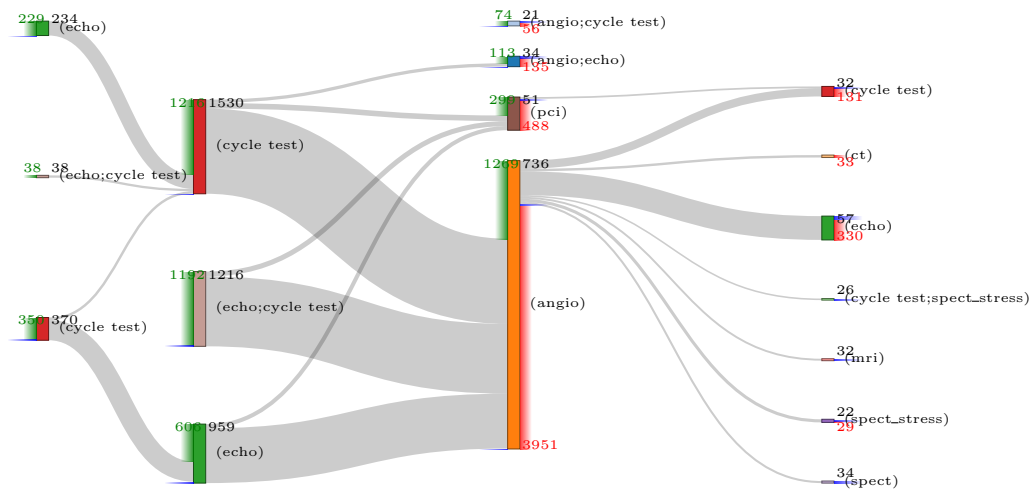 229 234
(echo)
38 38
(echo;cycle test)
359 370
(cycle test)
1216 1530
(cycle test)
1192 1216
(echo;cycle test)
606 959
(echo)
74 21
(angio;cycle test)
56
113 34
(angio;echo)
135
299 51
(pci)
488
1269 736
(angio)
3951
32
(cycle test)
131
(ct)
33
57
(echo)
330
26
(cycle test;spect_stress)
32
(mri)
22
(spect_stress)
29
34
(spect)